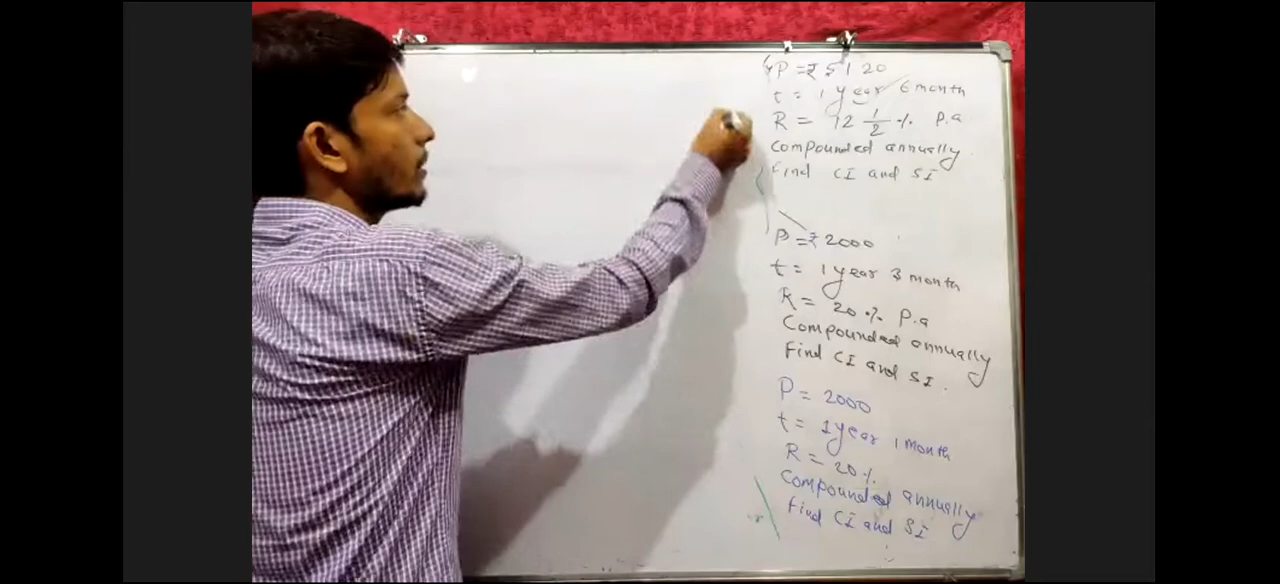 P = ₹ 5120
t = 1 year 6 month
R = 12 1/2 % P.a
Compounded annually.
Find CI and SI
P = ₹ 2000
t = 1 year 3 month
R = 20 % P.a
Compounded annually
Find CI and SI.
P = 2000
t = 1 year 1 month
R = 20 %
Compounded annually
Find CI and SI